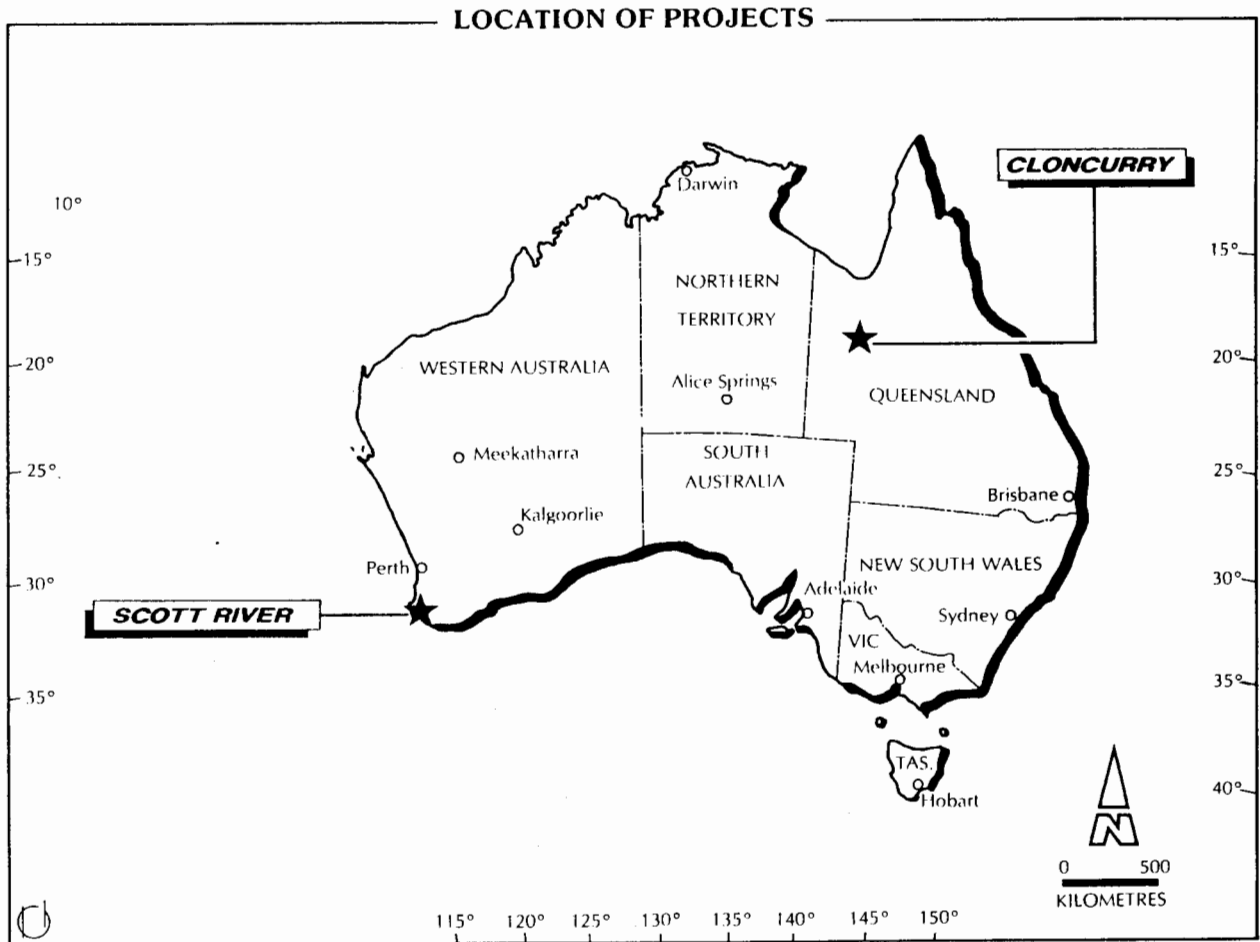 LOCATION OF PROJECTS
CLONCURRY
Darwin
10°
15°
15°
NORTHERN
TERRITORY
20°
WESTERN AUSTRALIA
20°
Alice Springs
QUEENSLAND
SOUTH
AUSTRALIA
Meekatharra
25°
25°
Brisbane
Kalgoorlie
Perth
NEW SOUTH WALES
30°
30°
Adelaide
SCOTT RIVER
Sydney
VIC
Melbourne
35°
35°
TAS.
40°
Hobart
N
0 500
KILOMETRES
115° 120° 125° 130° 135° 140° 145° 150°